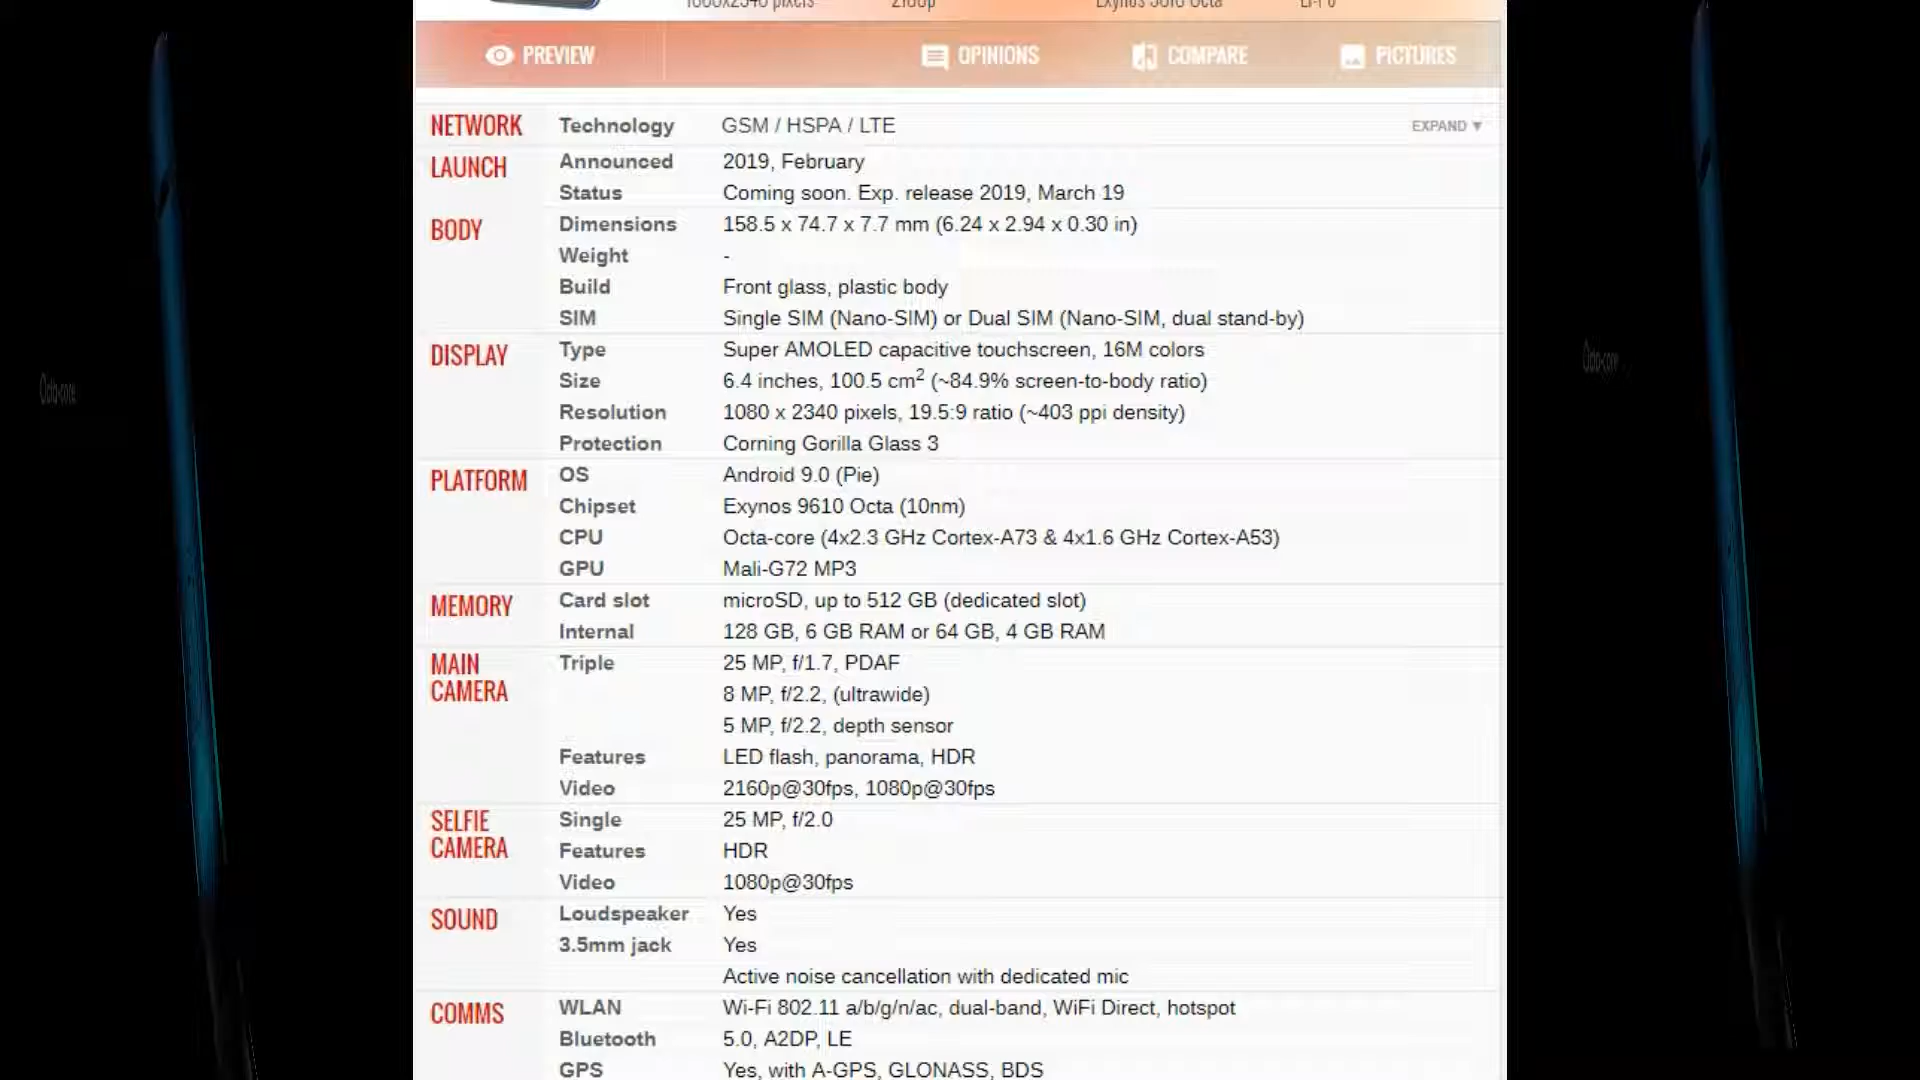 2160p
PREVIEW
OPINIONS
COMPARE
PICTURES
NETWORK Technology GSM / HSPA / LTE EXPAND ▼
LAUNCH Announced 2019, February
Status Coming soon. Exp. release 2019, March 19
BODY Dimensions 158.5 x 74.7 x 7.7 mm (6.24 x 2.94 x 0.30 in)
Weight -
Build Front glass, plastic body
SIM Single SIM (Nano-SIM) or Dual SIM (Nano-SIM, dual stand-by)
DISPLAY Type Super AMOLED capacitive touchscreen, 16M colors
Size 6.4 inches, 100.5 cm2 (~84.9% screen-to-body ratio)
Resolution 1080 x 2340 pixels, 19.5:9 ratio (~403 ppi density)
Protection Corning Gorilla Glass 3
PLATFORM OS Android 9.0 (Pie)
Chipset Exynos 9610 Octa (10nm)
CPU Octa-core (4x2.3 GHz Cortex-A73 & 4x1.6 GHz Cortex-A53)
GPU Mali-G72 MP3
MEMORY Card slot microSD, up to 512 GB (dedicated slot)
Internal 128 GB, 6 GB RAM or 64 GB, 4 GB RAM
MAIN CAMERA Triple 25 MP, f/1.7, PDAF
8 MP, f/2.2, (ultrawide)
5 MP, f/2.2, depth sensor
Features LED flash, panorama, HDR
Video 2160p@30fps, 1080p@30fps
SELFIE CAMERA Single 25 MP, f/2.0
Features HDR
Video 1080p@30fps
SOUND Loudspeaker Yes
3.5mm jack Yes
Active noise cancellation with dedicated mic
COMMS WLAN Wi-Fi 802.11 a/b/g/n/ac, dual-band, WiFi Direct, hotspot
Bluetooth 5.0, A2DP, LE
GPS Yes, with A-GPS, GLONASS, BDS
Octa-core
Octa-core